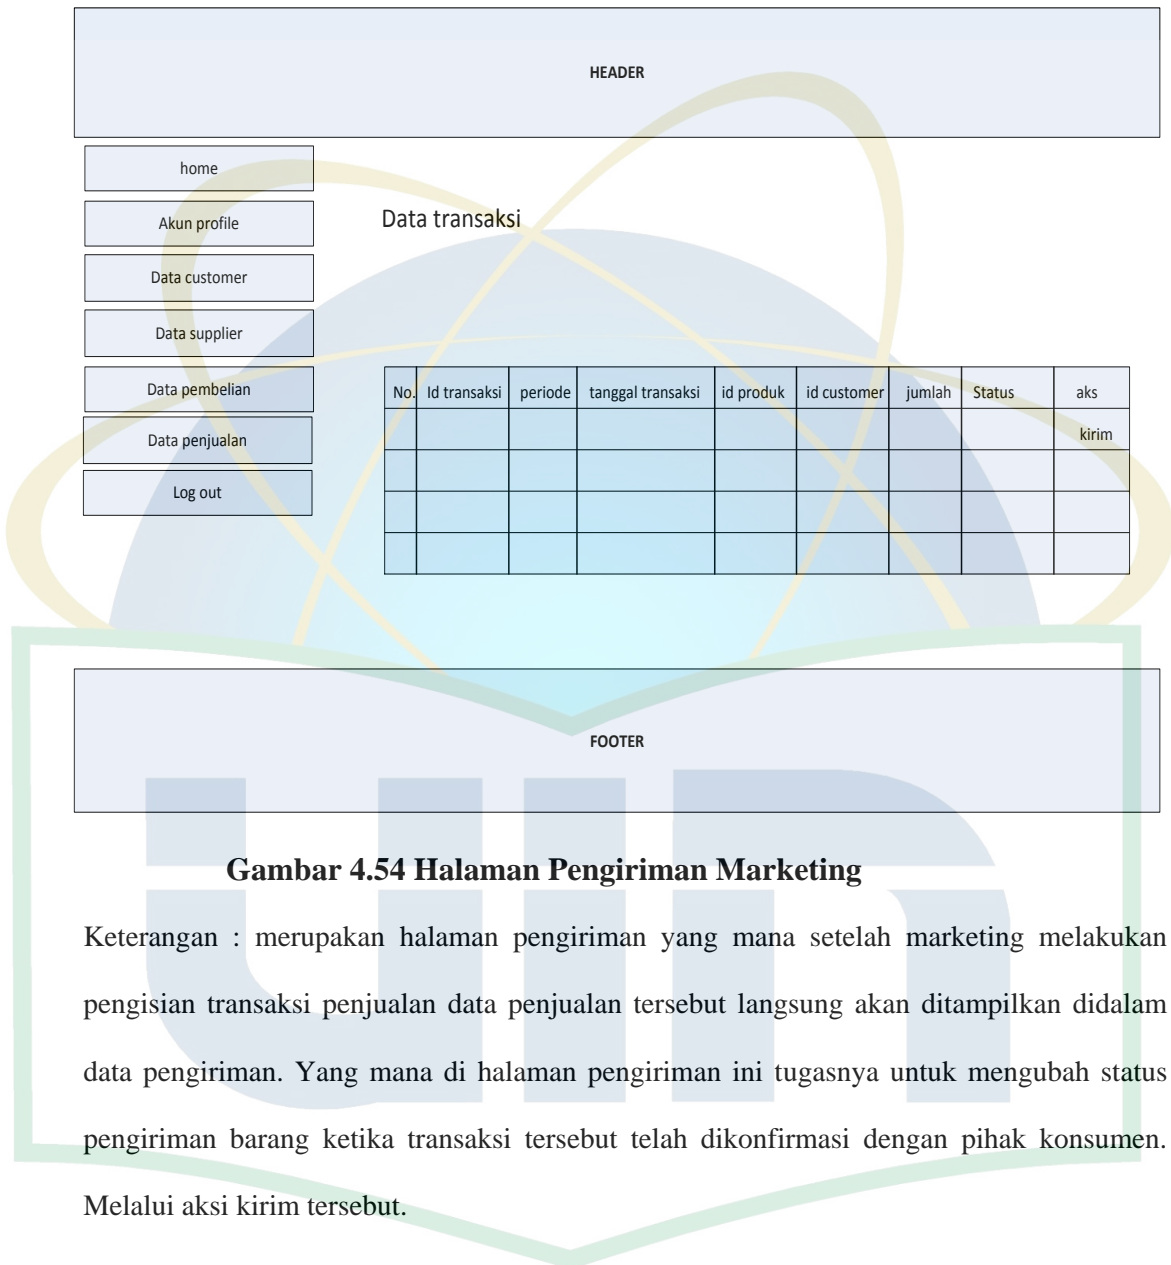 HEADER
home
Akun profile
Data customer
Data supplier
Data pembelian
Data penjualan
Log out
Data transaksi
No. Id transaksi periode tanggal transaksi id produk id customer jumlah Status aks
kirim
FOOTER
Gambar 4.54 Halaman Pengiriman Marketing
Keterangan : merupakan halaman pengiriman yang mana setelah marketing melakukan
pengisian transaksi penjualan data penjualan tersebut langsung akan ditampilkan didalam
data pengiriman. Yang mana di halaman pengiriman ini tugasnya untuk mengubah status
pengiriman barang ketika transaksi tersebut telah dikonfirmasi dengan pihak konsumen.
Melalui aksi kirim tersebut.
uin